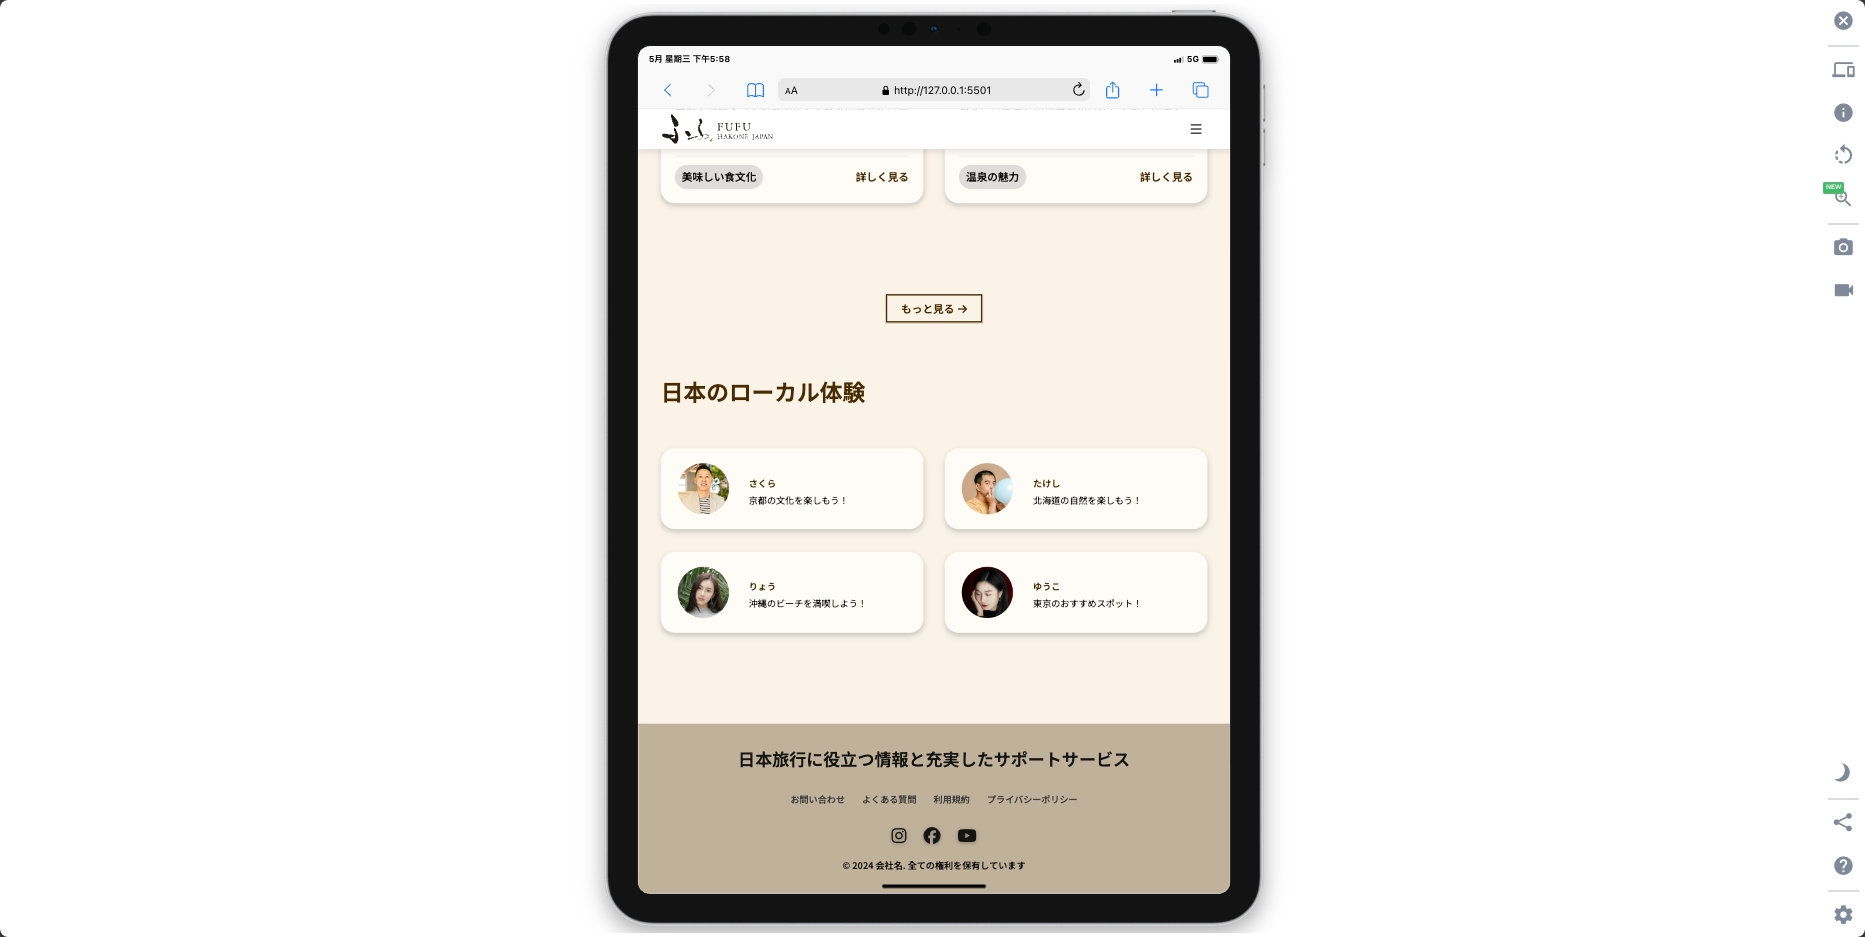 5月 星期三 下午5:58
5G
AA
http://127.0.0.1:5501
ふふ FUFU
HAKONE JAPAN
美味しい食文化 詳しく見る
温泉の魅力 詳しく見る
もっと見る →
日本のローカル体験
さくら
京都の文化を楽しもう！
たけし
北海道の自然を楽しもう！
りょう
沖縄のビーチを満喫しよう！
ゆうこ
東京のおすすめスポット！
日本旅行に役立つ情報と充実したサポートサービス
お問い合わせ よくある質問 利用規約 プライバシーポリシー
© 2024 会社名. 全ての権利を保有しています
NEW